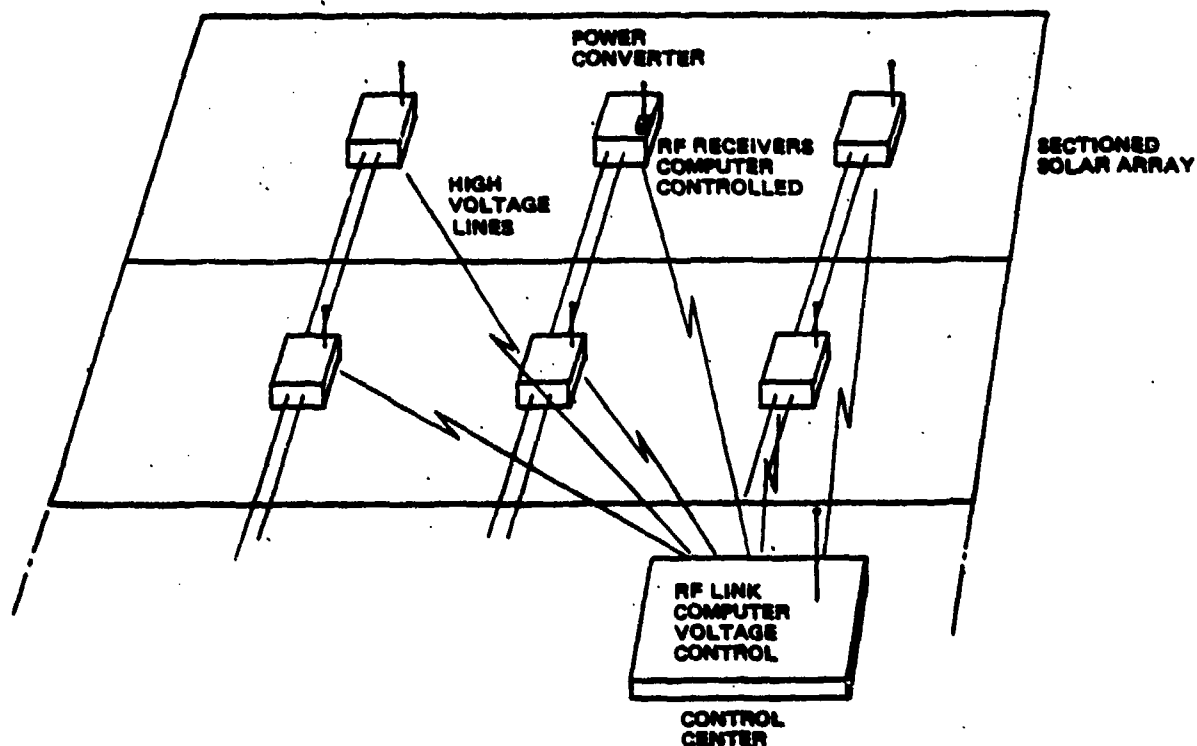 POWER
CONVERTER
RF RECEIVERS
COMPUTER
CONTROLLED
SECTIONED
SOLAR ARRAY
HIGH
VOLTAGE
LINES
RF LINK
COMPUTER
VOLTAGE
CONTROL
CONTROL
CENTER